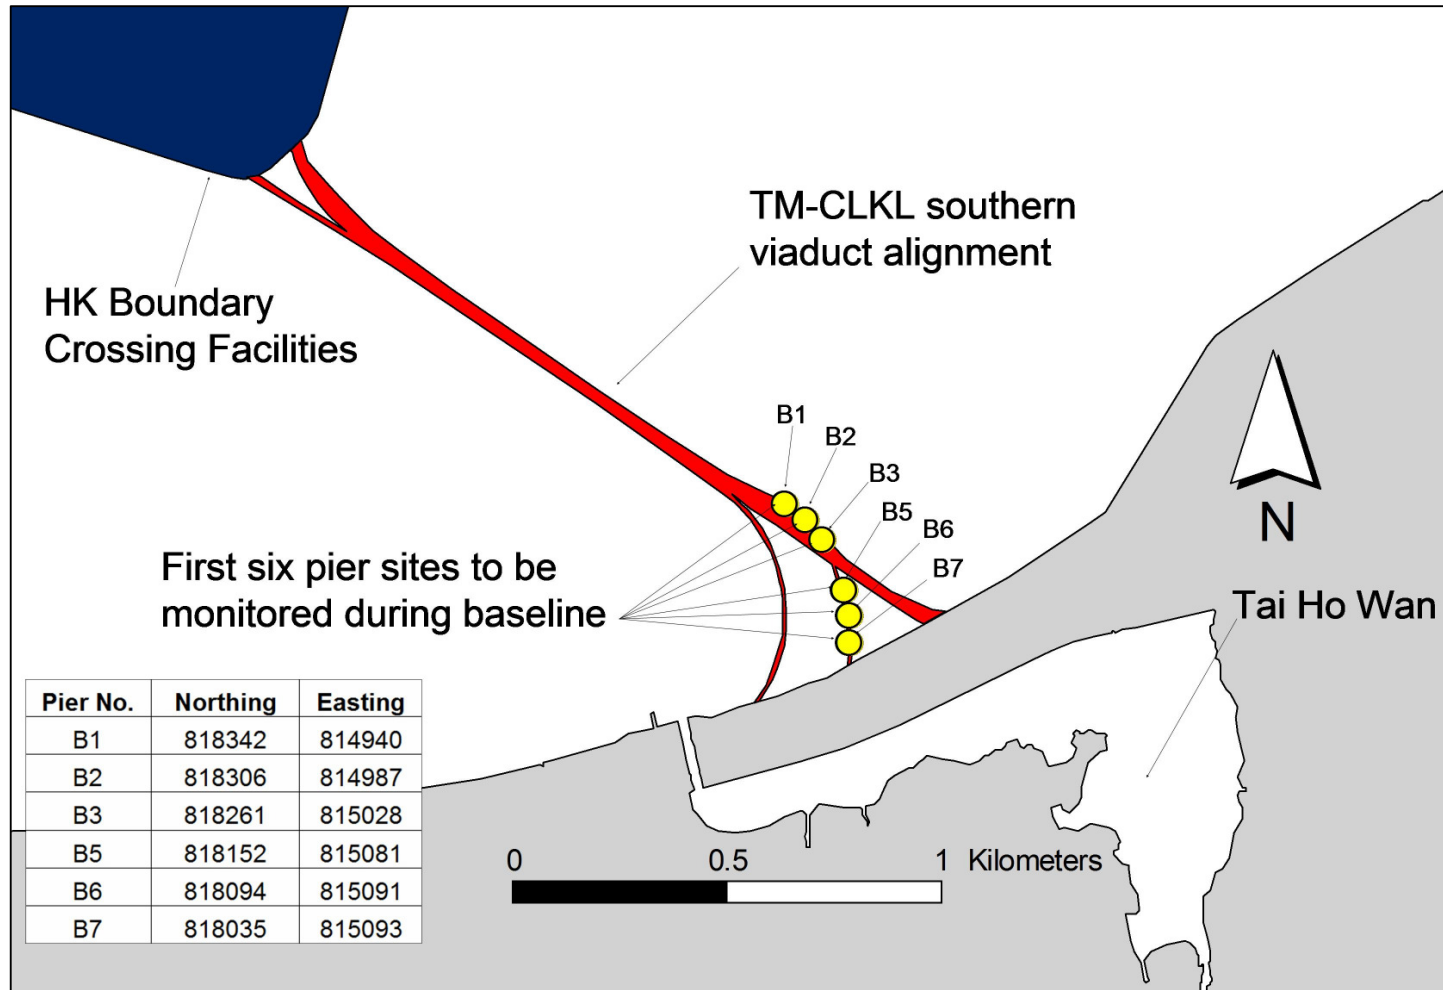 TM-CLKL southern
viaduct alignment
HK Boundary
Crossing Facilities
B1
B2
B3
B5
B6
B7
N
First six pier sites to be
monitored during baseline
Tai Ho Wan
Pier No. Northing Easting
B1 818342 814940
B2 818306 814987
B3 818261 815028
B5 818152 815081
B6 818094 815091
B7 818035 815093
0 0.5 1 Kilometers